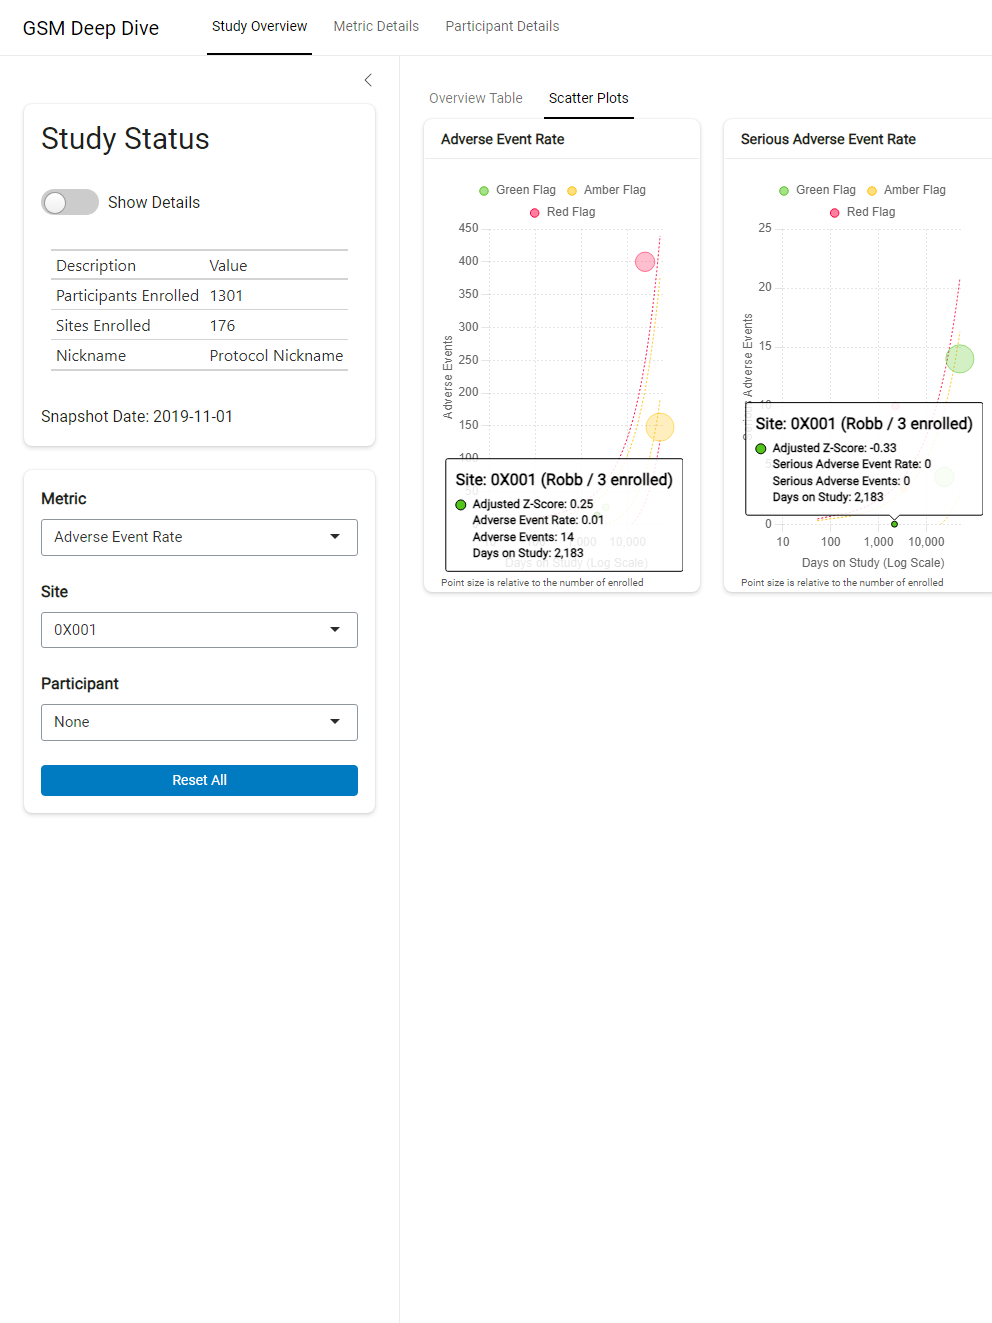 GSM Deep Dive
Study Overview
Metric Details
Participant Details
Study Status
Show Details
Description Value
Participants Enrolled 1301
Sites Enrolled 176
Nickname Protocol Nickname
Snapshot Date: 2019-11-01
Metric
Adverse Event Rate
Site
0X001
Participant
None
Reset All
Overview Table
Scatter Plots
Adverse Event Rate
Green Flag
Amber Flag
Red Flag
450
400
350
300
250
200
150
100
Adverse Events
Site: 0X001 (Robb / 3 enrolled)
Adjusted Z-Score: 0.25
Adverse Event Rate: 0.01
Adverse Events: 14
Days on Study: 2,183
10,000
Days on Study (Log Scale)
Point size is relative to the number of enrolled
Serious Adverse Event Rate
Green Flag
Amber Flag
Red Flag
25
20
15
10
Adverse Events
Site: 0X001 (Robb / 3 enrolled)
Adjusted Z-Score: -0.33
Serious Adverse Event Rate: 0
Serious Adverse Events: 0
Days on Study: 2,183
0
10
100
1,000
10,000
Days on Study (Log Scale)
Point size is relative to the number of enrolled